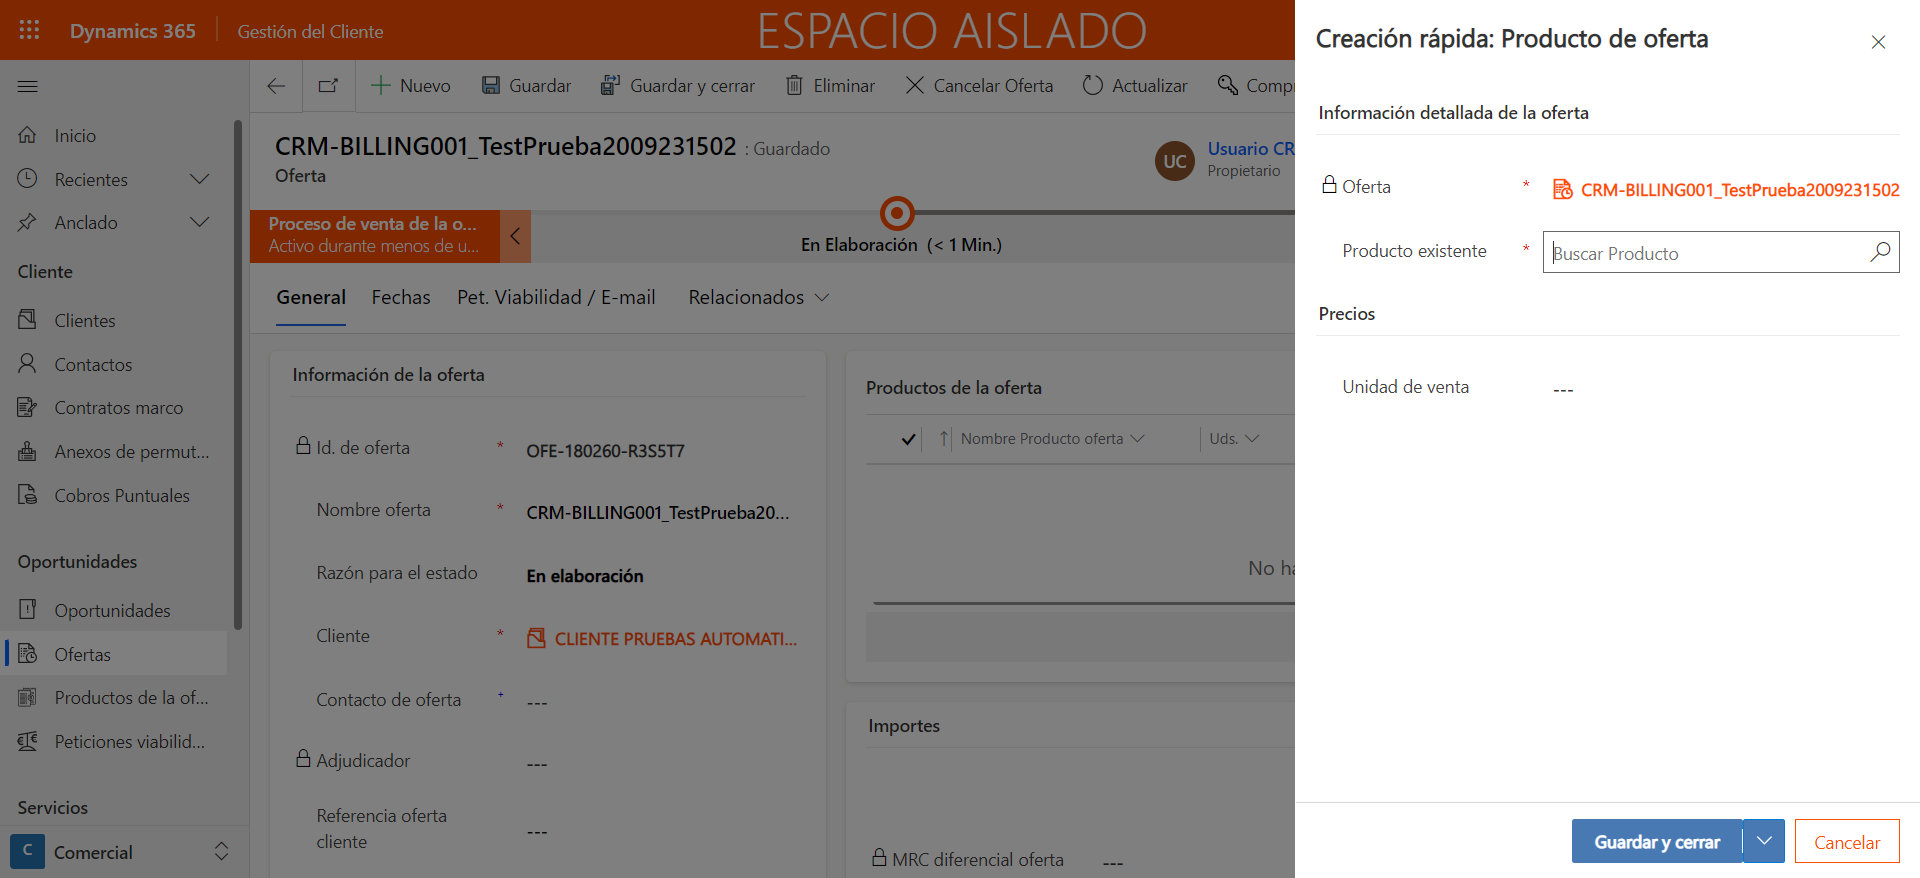 Dynamics 365
Gestión del Cliente
ESPACIO AISLADO
Nuevo
Guardar
Guardar y cerrar
Eliminar
Cancelar Oferta
Actualizar
Inicio
Recientes
Anclado
Cliente
Clientes
Contactos
Contratos marco
Anexos de permut...
Cobros Puntuales
Oportunidades
Oportunidades
Ofertas
Productos de la of...
Peticiones viabilid...
Servicios
C Comercial
CRM-BILLING001_TestPrueba2009231502 : Guardado
Oferta
UC
Usuario CR
Propietario
Proceso de venta de la o...
Activo durante menos de u...
En Elaboración (< 1 Min.)
General
Fechas
Pet. Viabilidad / E-mail
Relacionados
Información de la oferta
Id. de oferta * OFE-180260-R3S5T7
Nombre oferta * CRM-BILLING001_TestPrueba20...
Razón para el estado En elaboración
Cliente * CLIENTE PRUEBAS AUTOMATI...
Contacto de oferta + ---
Adjudicador ---
Referencia oferta
cliente ---
Productos de la oferta
Nombre Producto oferta
Uds.
No
Importes
MRC diferencial oferta ---
Creación rápida: Producto de oferta
Información detallada de la oferta
Oferta * CRM-BILLING001_TestPrueba2009231502
Producto existente * Buscar Producto
Precios
Unidad de venta ---
Guardar y cerrar
Cancelar